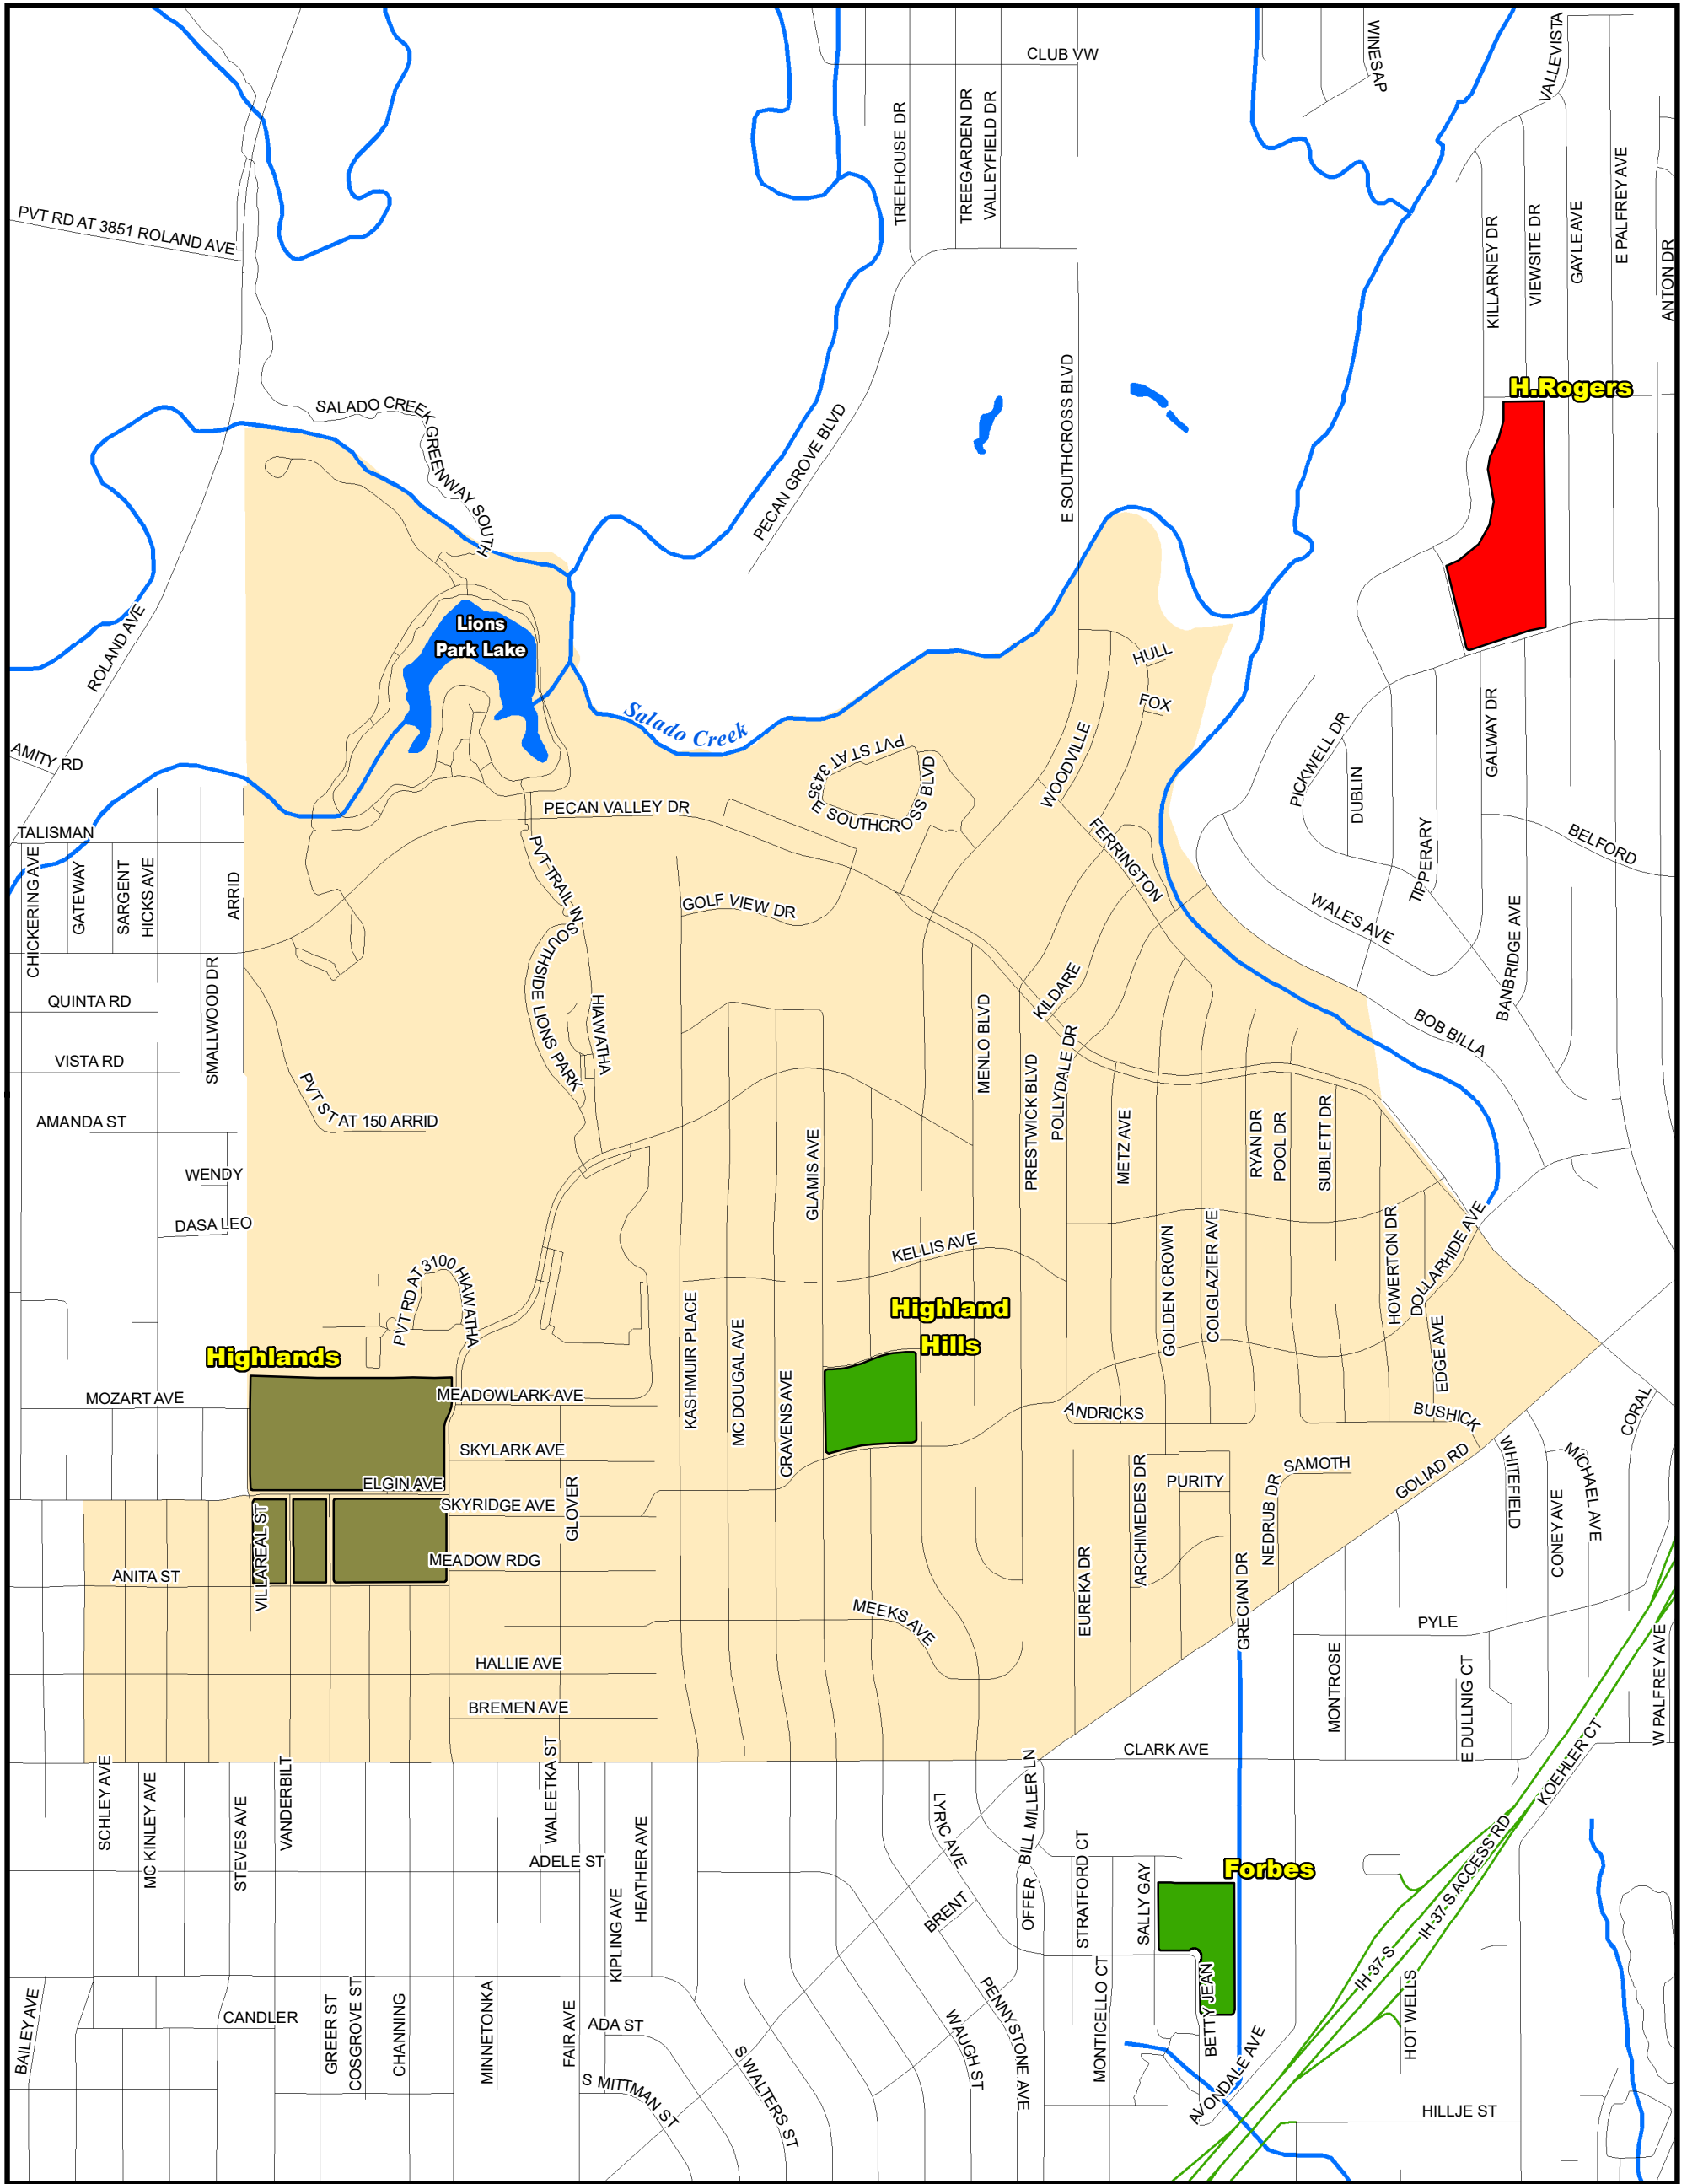 CLUB VW
WINESAP
VALLEVISTA
TREEHOUSE DR
TREEGARDEN DR
VALLEYFIELD DR
PVT RD AT 3851 ROLAND AVE
KILLARNEY DR
VIEWSITE DR
GAYLE AVE
E PALFREY AVE
ANTON DR
H.Rogers
SALADO CREEK GREENWAY SOUTH
PECAN GROVE BLVD
E SOUTHCROSS BLVD
ROLAND AVE
Lions
Park Lake
HULL
FOX
Salado Creek
AMITY RD
PVT ST AT 3435
E SOUTHCROSS BLVD
WOODVILLE
PICKWELL DR
DUBLIN
GALWAY DR
PECAN VALLEY DR
TALISMAN
BELFORD
CHICKERING AVE
GATEWAY
SARGENT
HICKS AVE
ARRID
PVT TRAIL IN
SOUTHSIDE LIONS PARK
GOLF VIEW DR
FERRINGTON
TIPPERARY
WALES AVE
BANBRIDGE AVE
QUINTA RD
SMALLWOOD DR
HIAWATHA
KILDARE
MENLO BLVD
BOB BILLA
VISTA RD
PVT ST AT 150 ARRID
AMANDA ST
PRESTWICK BLVD
POLLYDALE DR
GLAMIS AVE
METZ AVE
RYAN DR
POOL DR
SUBLETT DR
WENDY
DASA LEO
KELLIS AVE
GOLDEN CROWN
COLGLAZIER AVE
HOWERTON DR
DOLLARHIDE AVE
PVT RD AT 3100 HIAWATHA
Highland
Hills
Highlands
KASHMUIR PLACE
MC DOUGAL AVE
CRAVENS AVE
EDGE AVE
MOZART AVE
MEADOWLARK AVE
ANDRICKS
BUSHICK
CORAL
SKYLARK AVE
ELGIN AVE
SKYRIDGE AVE
GLOVER
ARCHIMEDES DR
PURITY
NEDRUB DR
SAMOTH
GOLIAD RD
WHITEFIELD
CONEY AVE
MICHAEL AVE
VILLAREAL ST
ANITA ST
MEADOW RDG
EUREKA DR
GRECIAN DR
MEEKS AVE
PYLE
HALLIE AVE
MONTROSE
E DULLNIG CT
W PALFREY AVE
BREMEN AVE
CLARK AVE
KOEHLER CT
SCHLEY AVE
MC KINLEY AVE
STEVES AVE
VANDERBILT
WALEETKA ST
HEATHER AVE
LYRIC AVE
BILL MILLER LN
OFFER
STRATFORD CT
SALLY GAY
Forbes
IH-37 S ACCESS RD
ADELE ST
KIPLING AVE
BRENT
IH-37 S
BAILEY AVE
CANDLER
GREER ST
COSGROVE ST
CHANNING
MINNETONKA
FAIR AVE
ADA ST
S MITTMAN ST
S WALTERS ST
WAUGH ST
PENNYSTONE AVE
MONTICELLO CT
BETTY JEAN
AVONDALE AVE
HOT WELLS
HILLJE ST